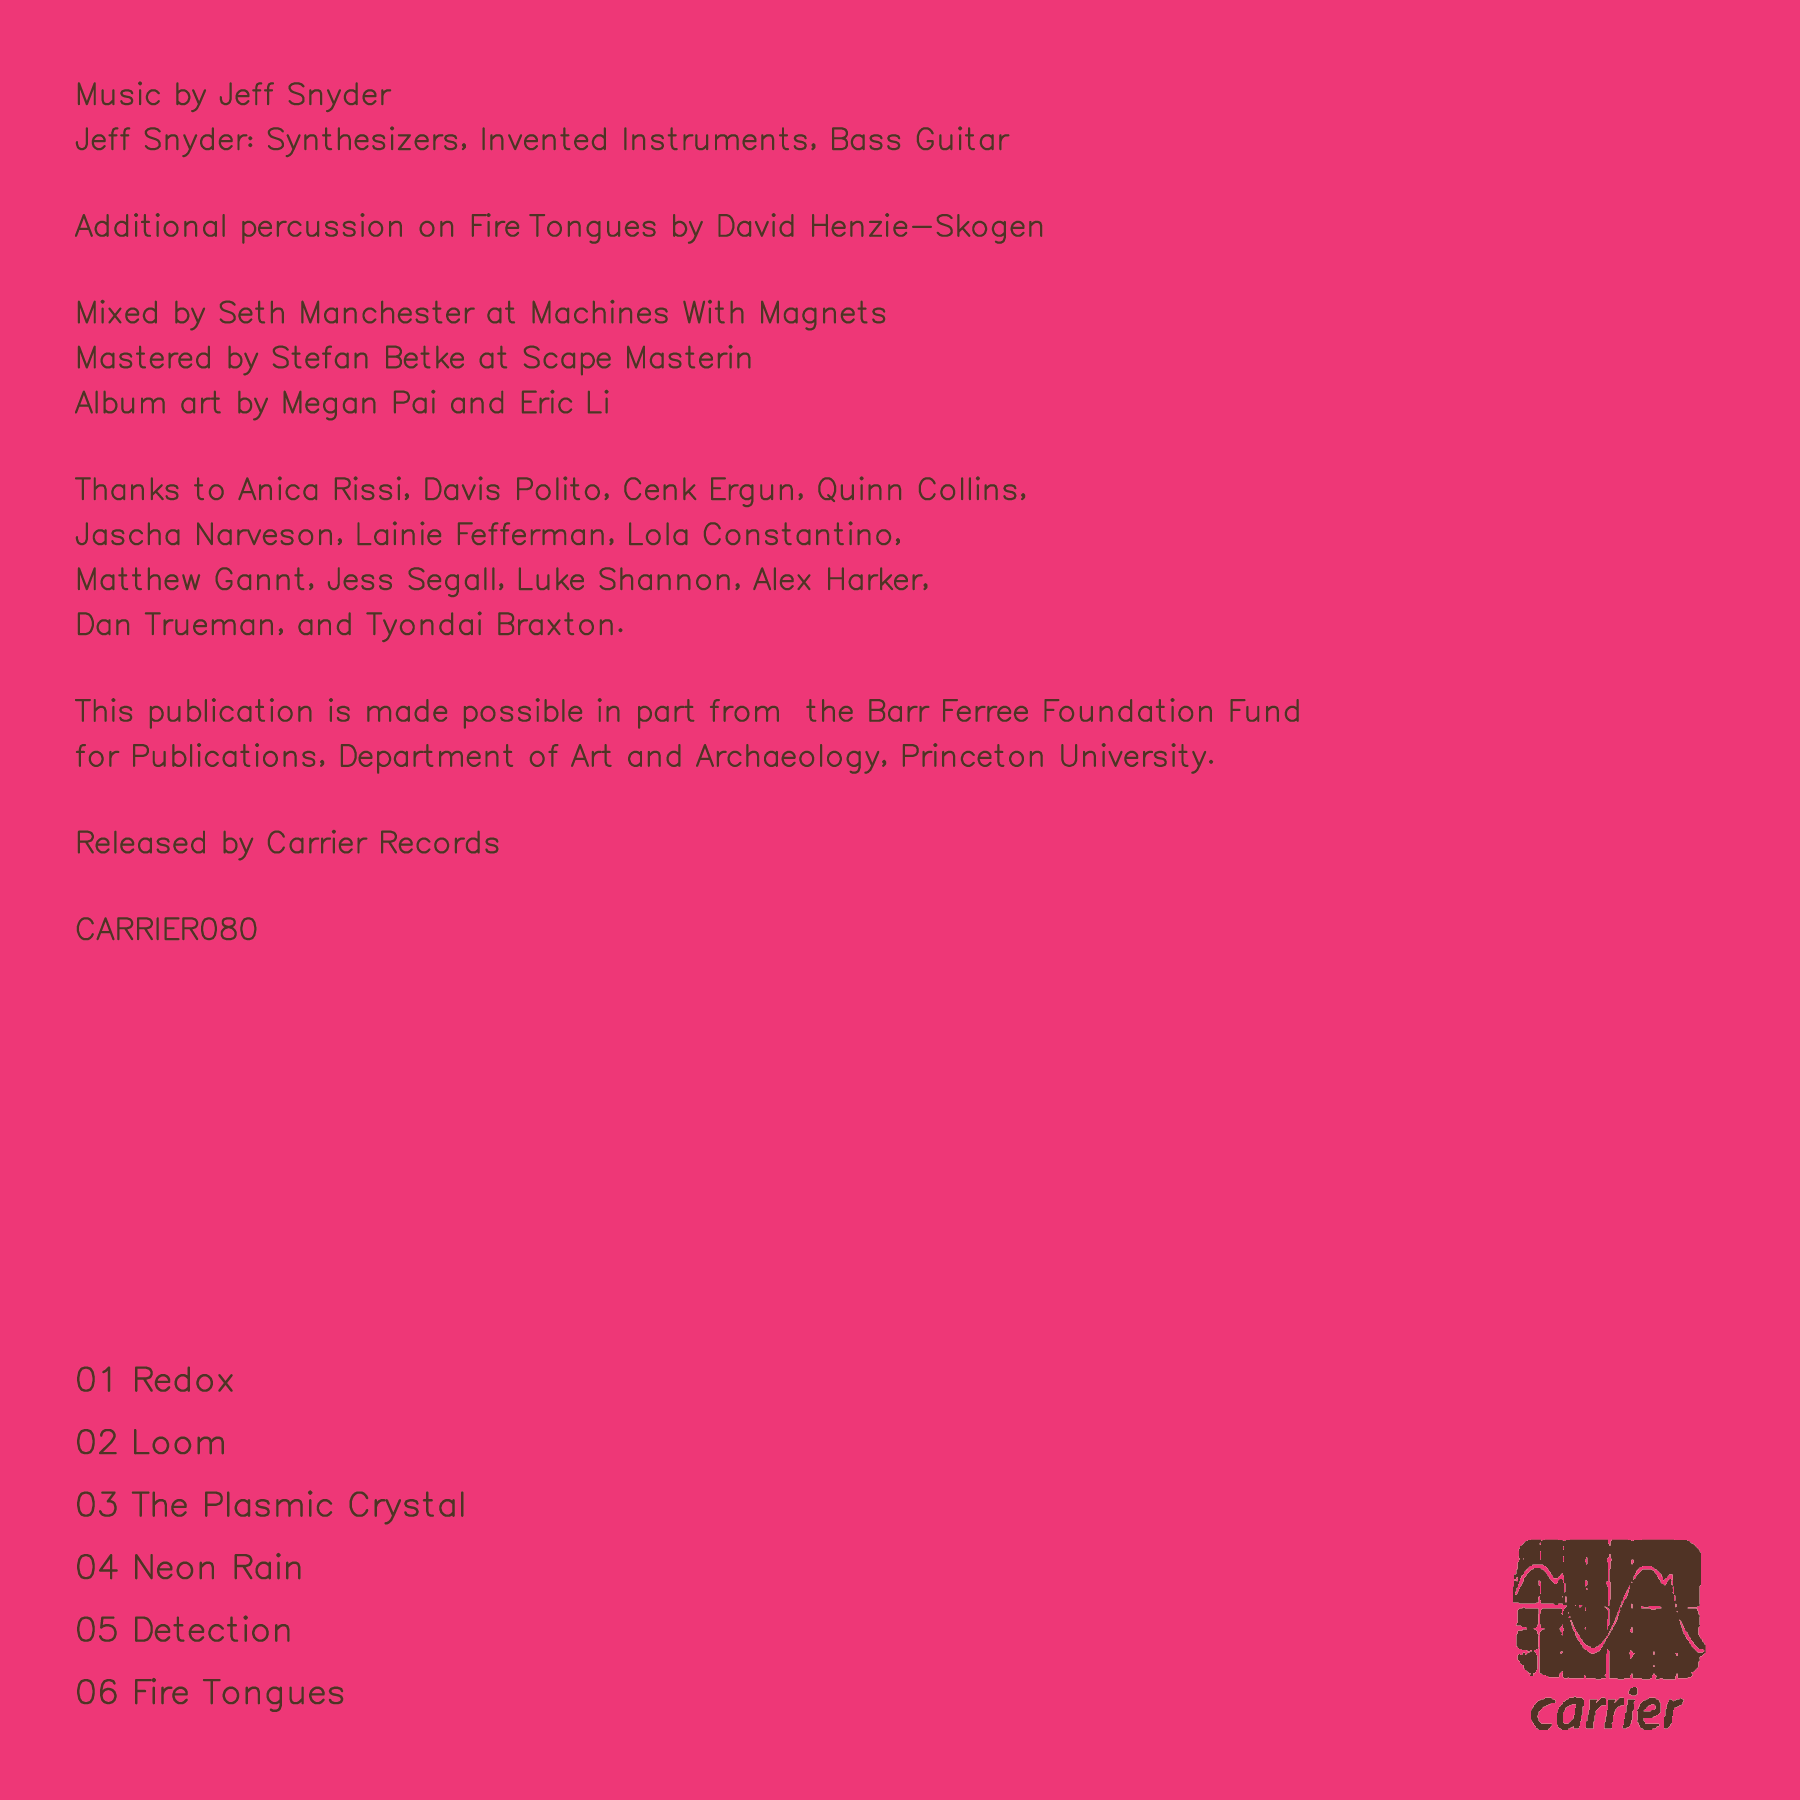 Music by Jeff Snyder
Jeff Snyder: Synthesizers, Invented Instruments, Bass Guitar
Additional percussion on Fire Tongues by David Henzie-Skogen
Mixed by Seth Manchester at Machines With Magnets
Mastered by Stefan Betke at Scape Masterin
Album art by Megan Pai and Eric Li
Thanks to Anica Rissi, Davis Polito, Cenk Ergun, Quinn Collins,
Jascha Narveson, Lainie Fefferman, Lola Constantino,
Matthew Gannt, Jess Segall, Luke Shannon, Alex Harker,
Dan Trueman, and Tyondai Braxton.
This publication is made possible in part from  the Barr Ferree Foundation Fund
for Publications, Department of Art and Archaeology, Princeton University.
Released by Carrier Records
CARRIER080
01 Redox
02 Loom
03 The Plasmic Crystal
04 Neon Rain
05 Detection
06 Fire Tongues
carrier